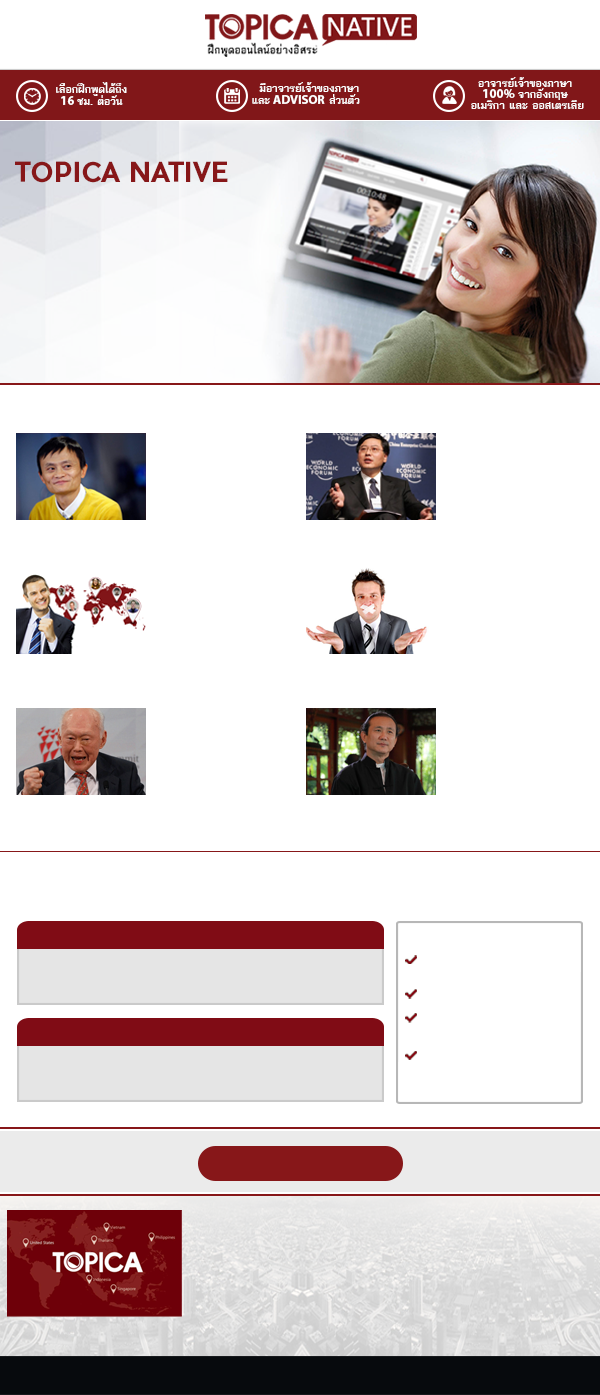 TOPICA NATIVE
ฝึกพูดออนไลน์อย่างอิสระ
เลือกฝึกพูดได้ถึง
16 ชม. ต่อวัน
มีอาจารย์เจ้าของภาษา
และ ADVISOR ส่วนตัว
อาจารย์เจ้าของภาษา
100% จากอังกฤษ
อเมริกา และ ออสเตรเลีย
TOPICA NATIVE
00:10:48
WORLD
ECONOMIC
FORUM
Vietnam
United States
Thailand
Philippines
TOPICA
Indonesia
Singapore